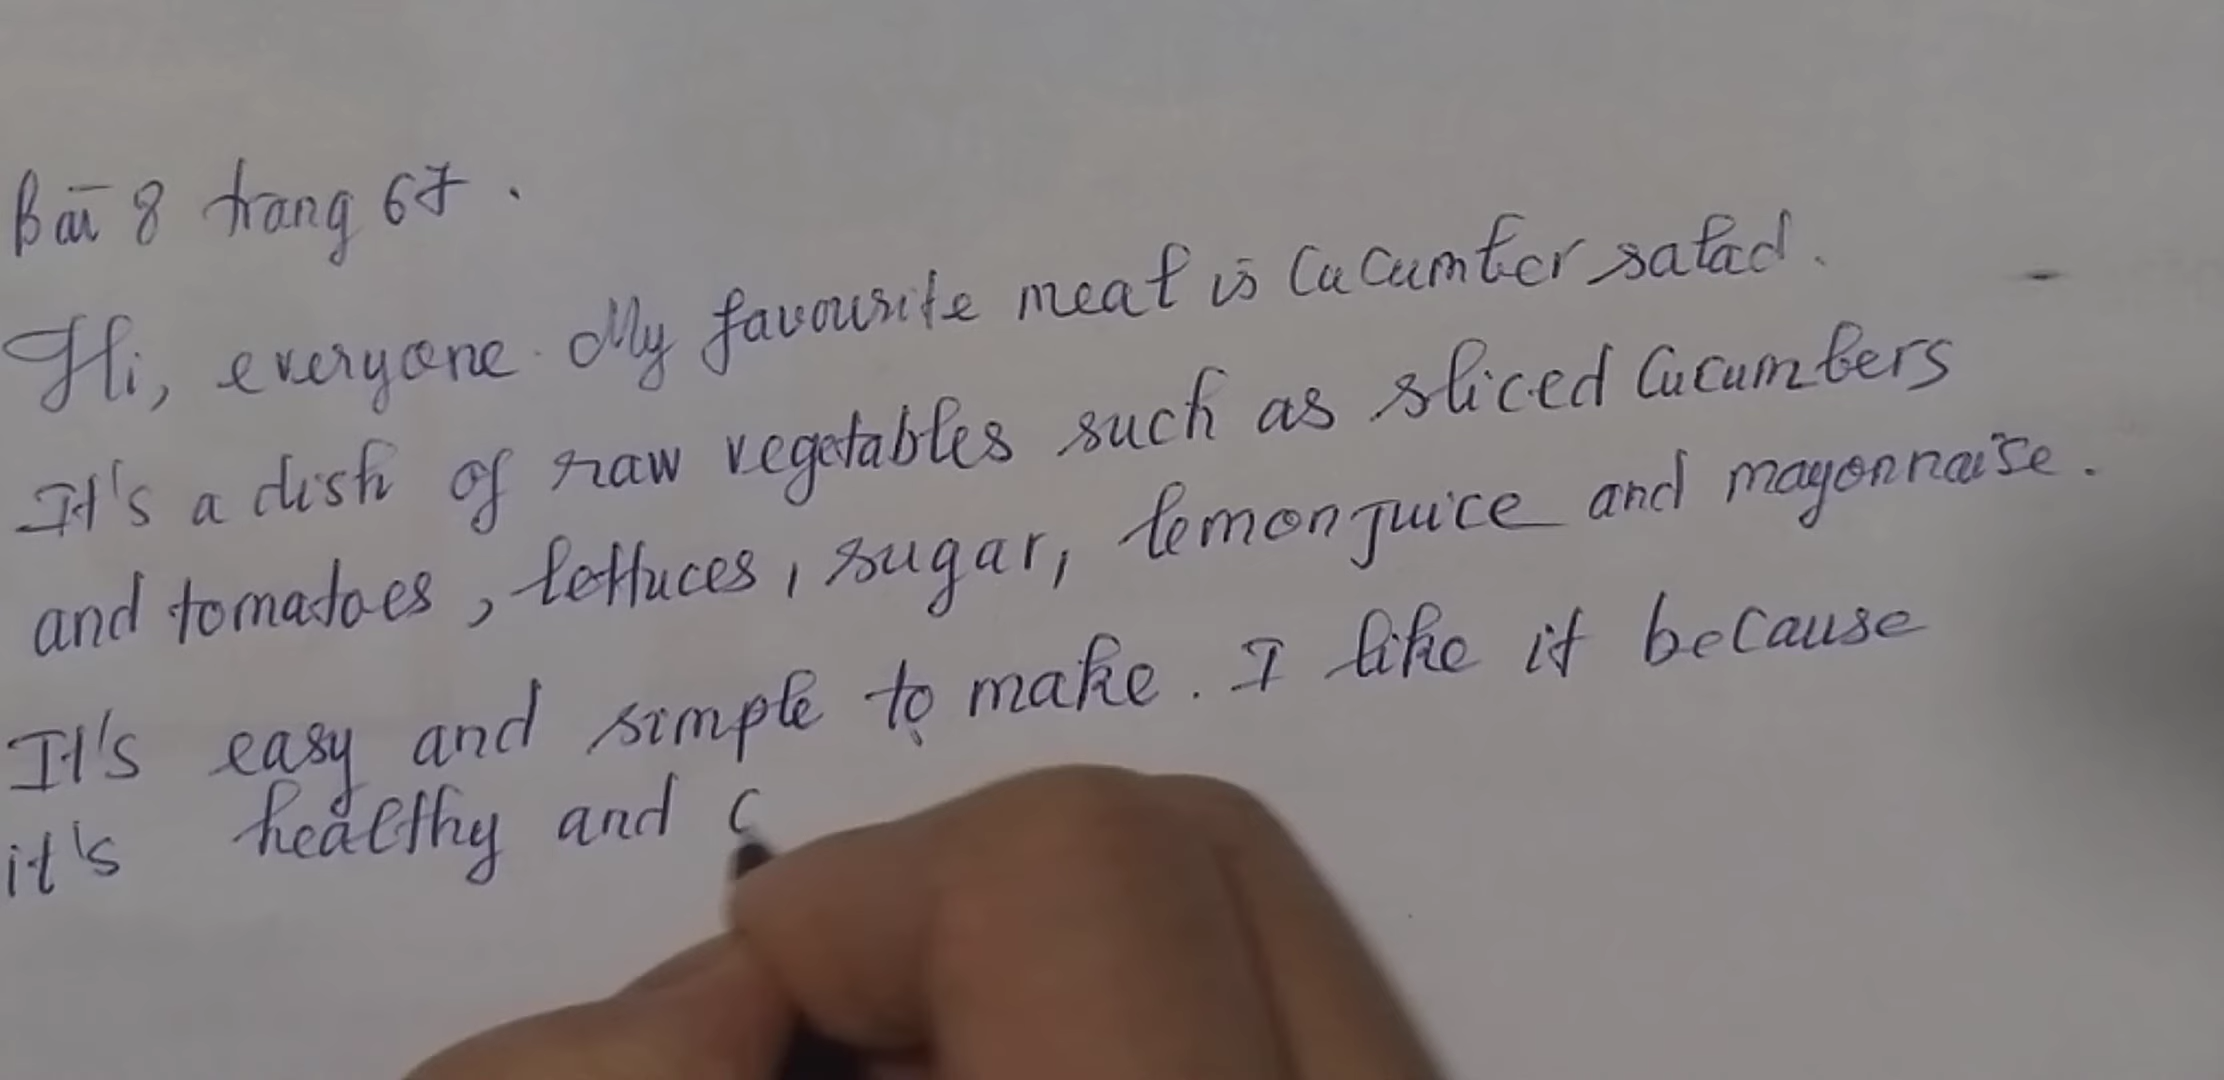 Bài 8 trang 67.
Hi, everyone. My favourite meal is Cucumber salad.
It's a dish of raw vegetables such as sliced Cucumbers
and tomatoes, lettuces, sugar, lemon juice and mayonnaise.
It's easy and simple to make. I like it because
it's healthy and